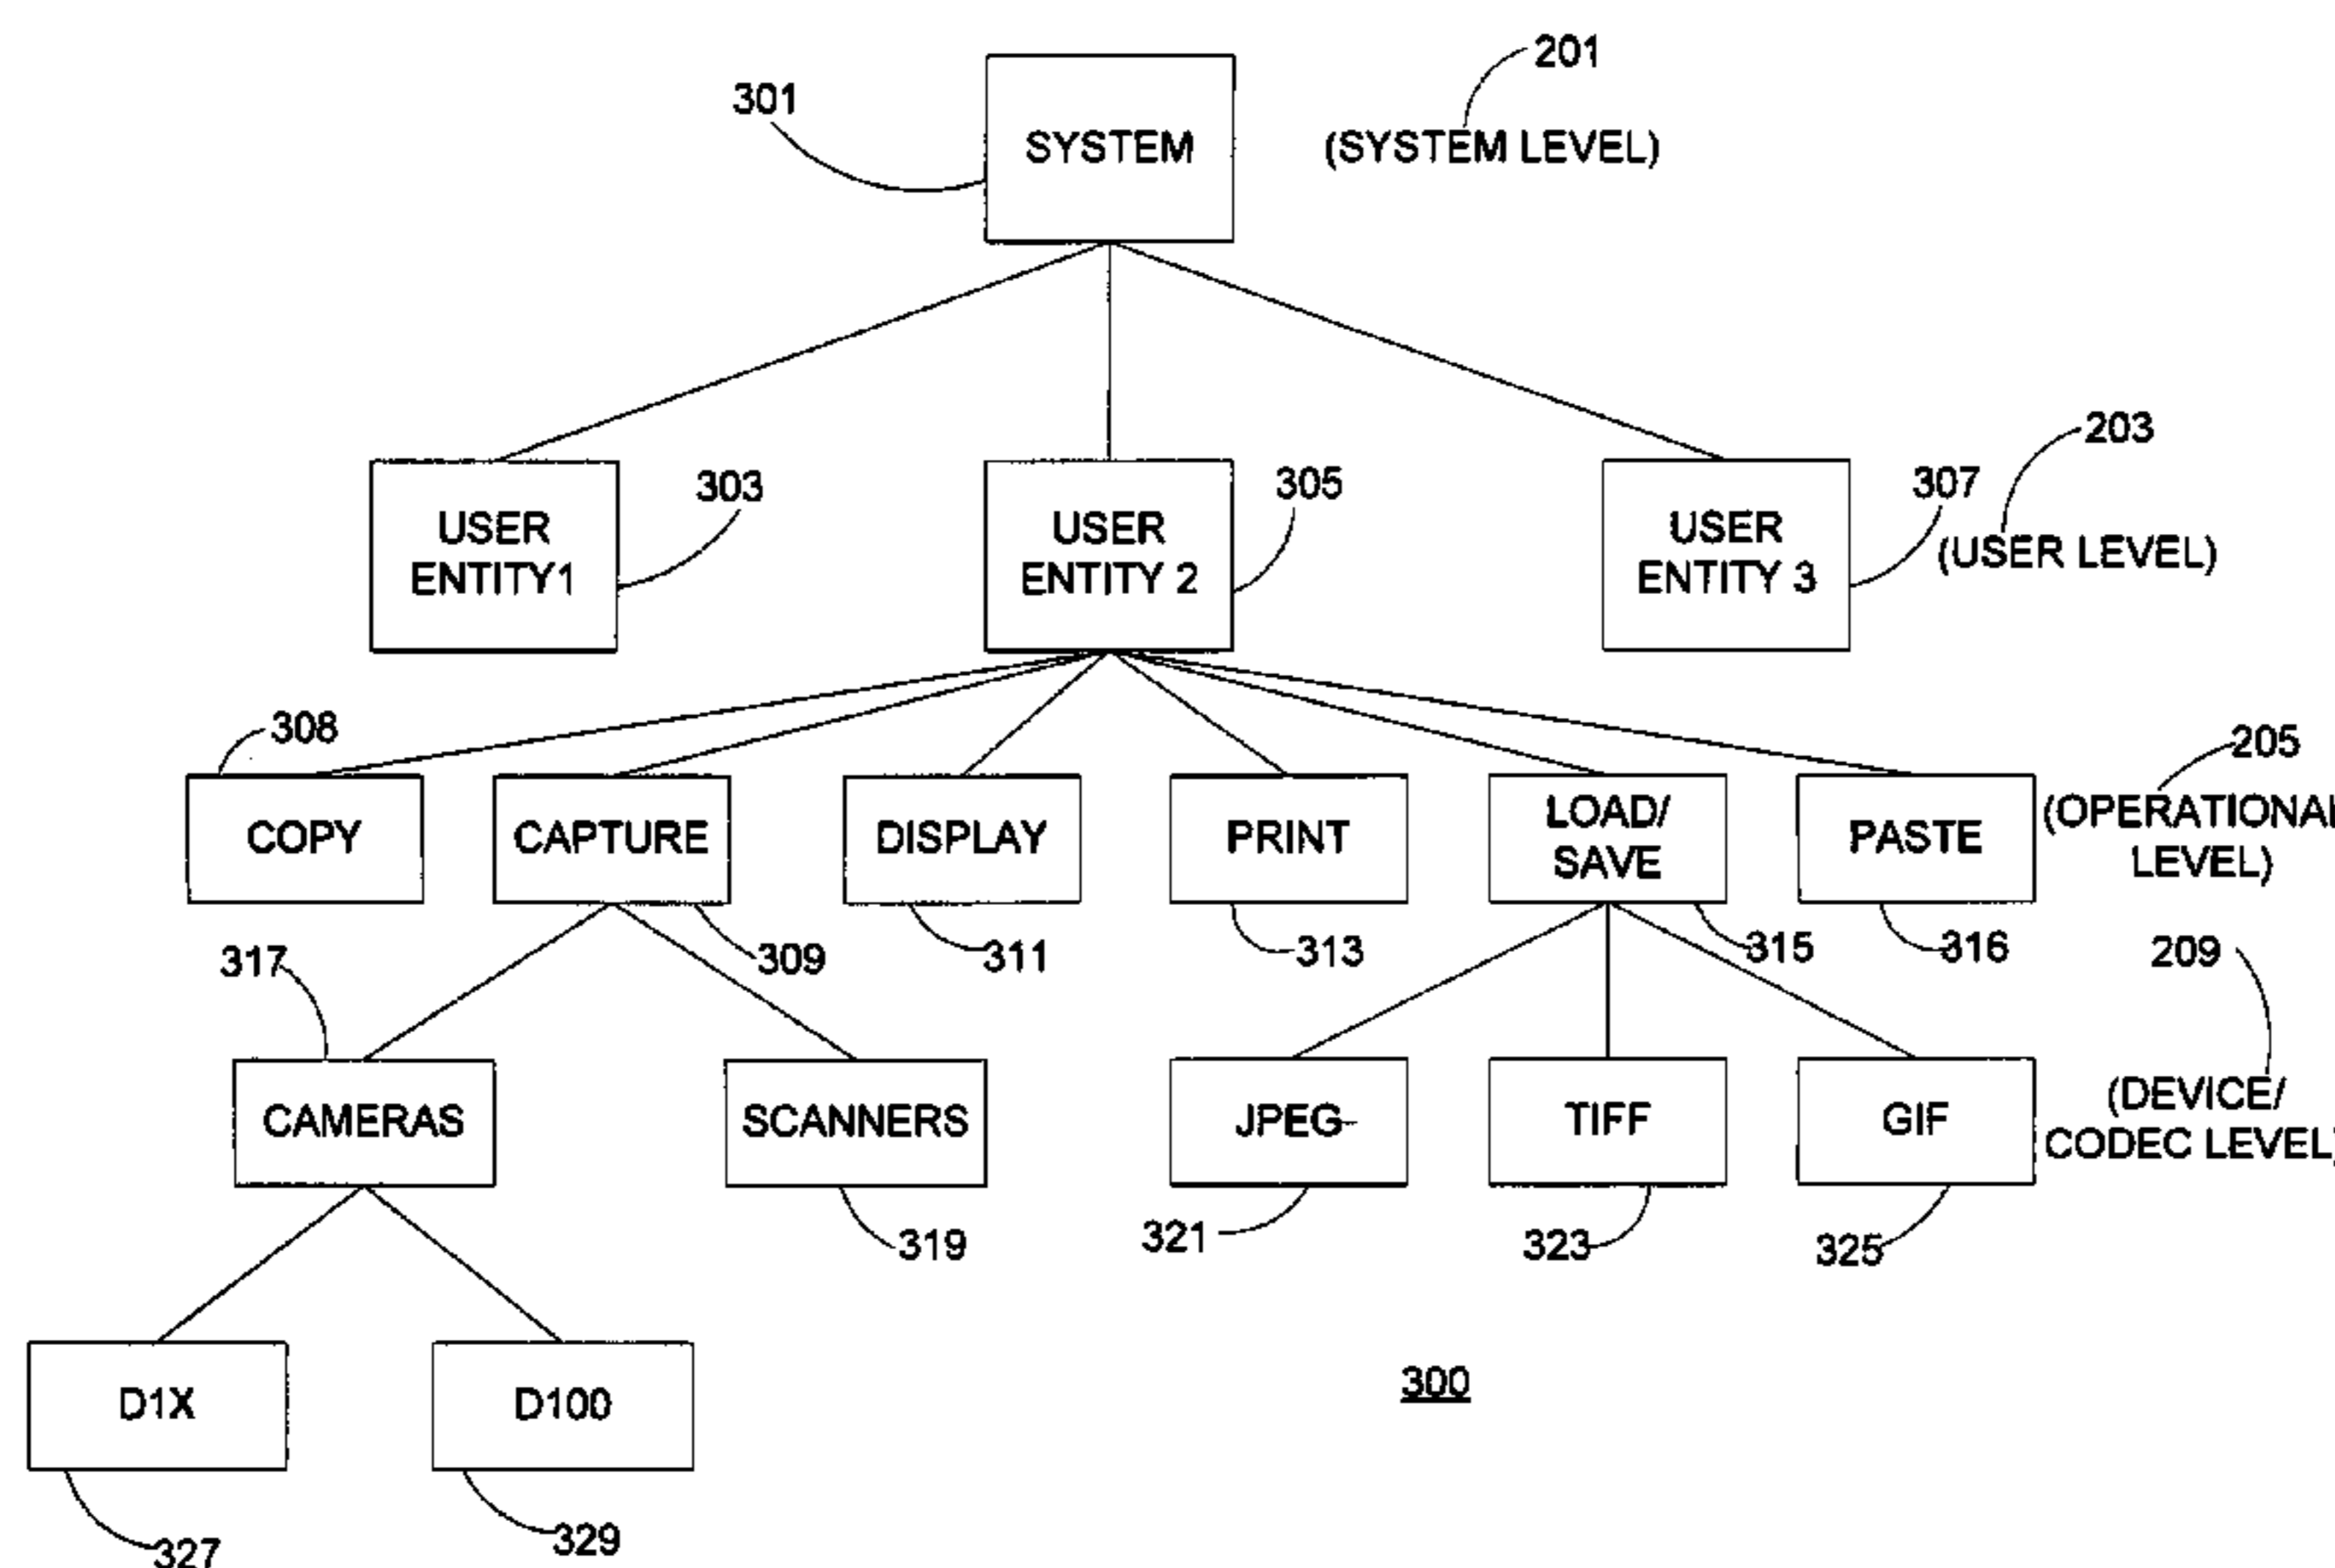 201
301
SYSTEM
(SYSTEM LEVEL)
203
303
305
307
USER
ENTITY1
USER
ENTITY 2
USER
ENTITY 3
(USER LEVEL)
308
205
COPY
CAPTURE
DISPLAY
PRINT
LOAD/
SAVE
PASTE
(OPERATIONAL
LEVEL)
317
309
311
313
315
316
209
CAMERAS
SCANNERS
JPEG
TIFF
GIF
(DEVICE/
CODEC LEVEL)
319
321
323
325
D1X
D100
300
327
329